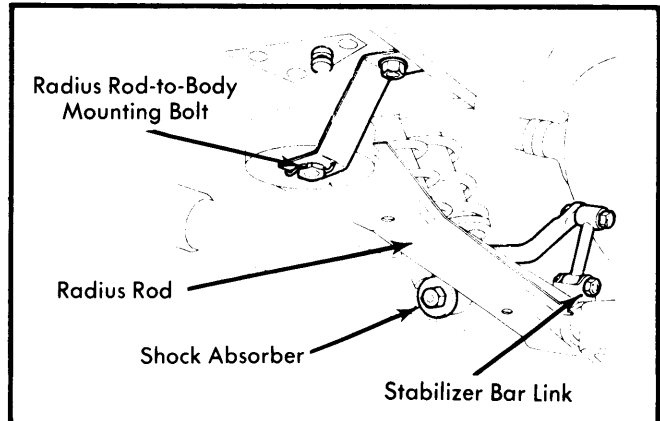 Radius Rod-to-Body
Mounting Bolt
Radius Rod
Shock Absorber
Stabilizer Bar Link